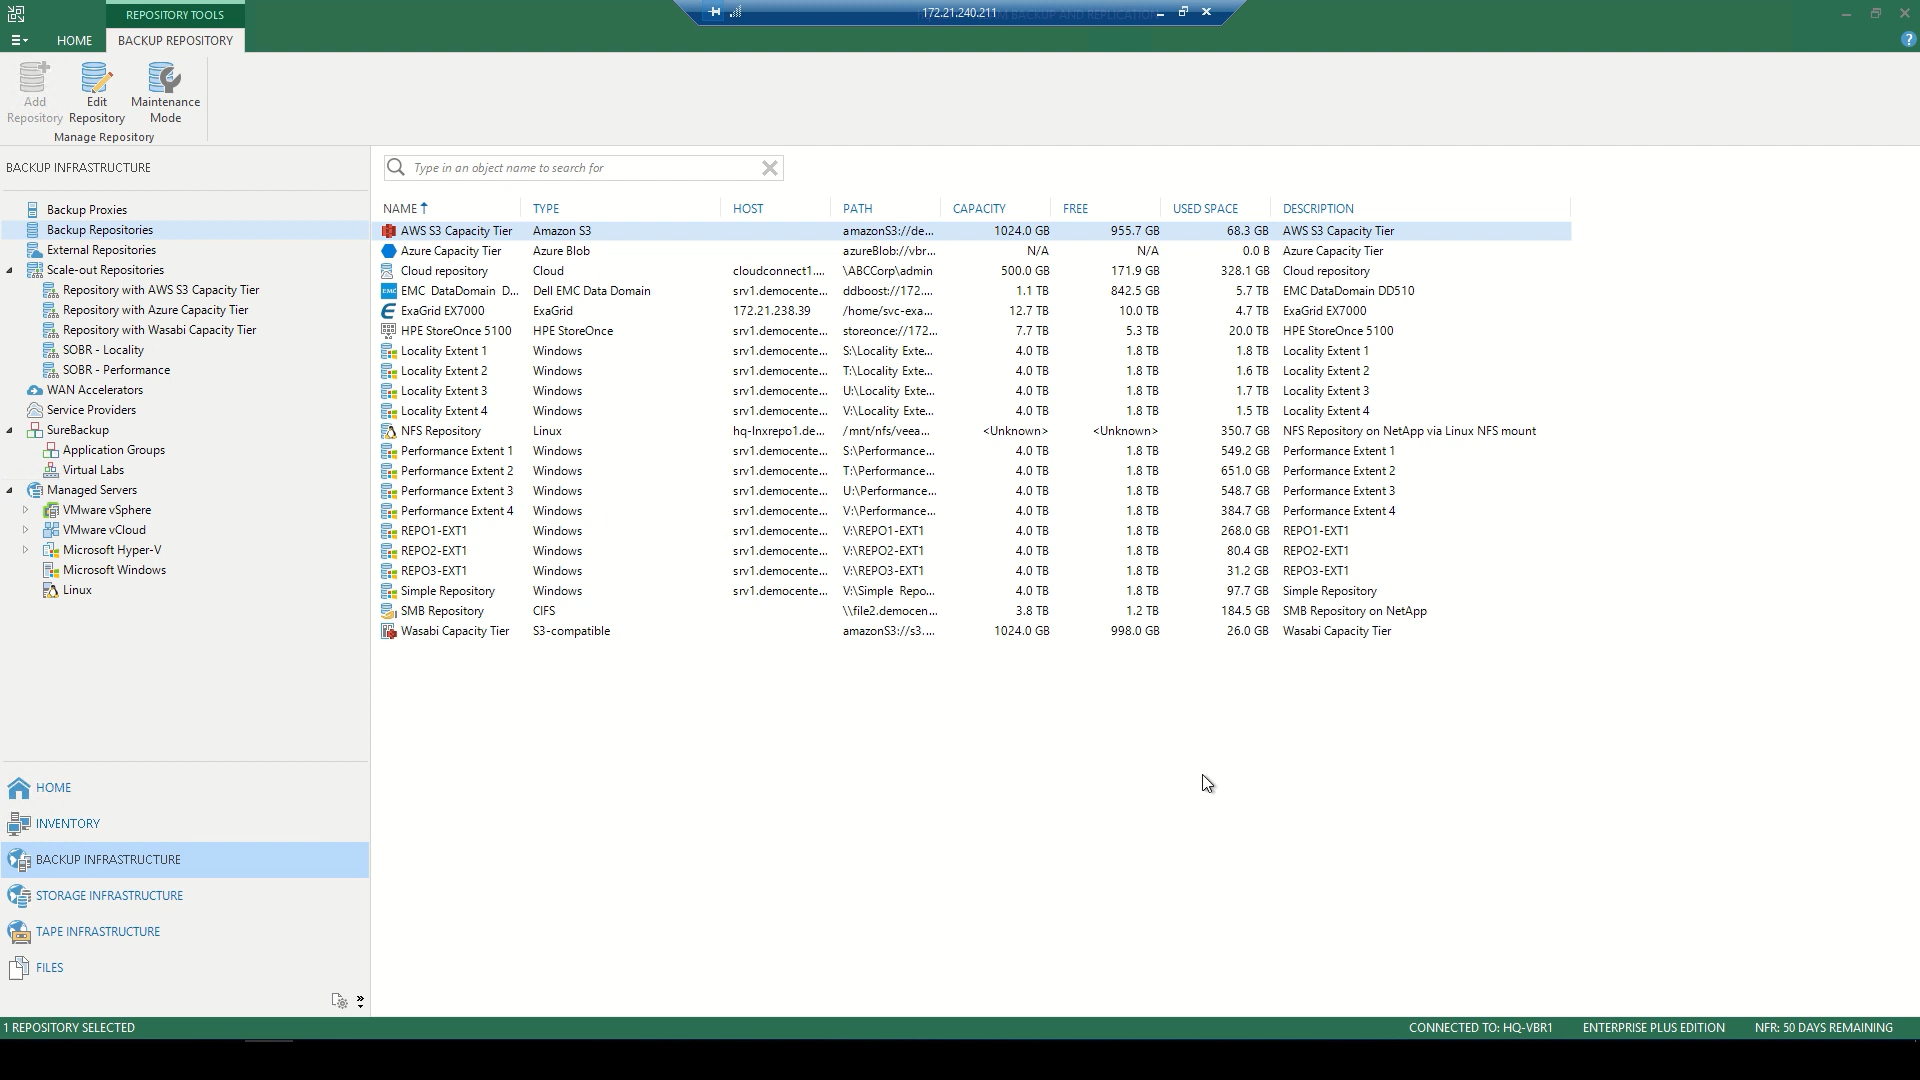 REPOSITORY TOOLS
172.21.240.211
HOME
BACKUP REPOSITORY
Add Repository
Edit Repository
Maintenance Mode
Manage Repository
BACKUP INFRASTRUCTURE
Backup Proxies
Backup Repositories
External Repositories
Scale-out Repositories
Repository with AWS S3 Capacity Tier
Repository with Azure Capacity Tier
Repository with Wasabi Capacity Tier
SOBR - Locality
SOBR - Performance
WAN Accelerators
Service Providers
SureBackup
Application Groups
Virtual Labs
Managed Servers
VMware vSphere
VMware vCloud
Microsoft Hyper-V
Microsoft Windows
Linux
HOME
INVENTORY
BACKUP INFRASTRUCTURE
STORAGE INFRASTRUCTURE
TAPE INFRASTRUCTURE
FILES
Type in an object name to search for
NAME TYPE HOST PATH CAPACITY FREE USED SPACE DESCRIPTION
AWS S3 Capacity Tier Amazon S3 amazonS3://de... 1024.0 GB 955.7 GB 68.3 GB AWS S3 Capacity Tier
Azure Capacity Tier Azure Blob azureBlob://vbr... N/A N/A 0.0 B Azure Capacity Tier
Cloud repository Cloud cloudconnect1.... \ABCCorp\admin 500.0 GB 171.9 GB 328.1 GB Cloud repository
EMC DataDomain D... Dell EMC Data Domain srv1.democente... ddboost://172.... 1.1 TB 842.5 GB 5.7 TB EMC DataDomain DD510
ExaGrid EX7000 ExaGrid 172.21.238.39 /home/svc-exa... 12.7 TB 10.0 TB 4.7 TB ExaGrid EX7000
HPE StoreOnce 5100 HPE StoreOnce srv1.democente... storeonce://172... 7.7 TB 5.3 TB 20.0 TB HPE StoreOnce 5100
Locality Extent 1 Windows srv1.democente... S:\Locality Exte... 4.0 TB 1.8 TB 1.8 TB Locality Extent 1
Locality Extent 2 Windows srv1.democente... T:\Locality Exte... 4.0 TB 1.8 TB 1.6 TB Locality Extent 2
Locality Extent 3 Windows srv1.democente... U:\Locality Exte... 4.0 TB 1.8 TB 1.7 TB Locality Extent 3
Locality Extent 4 Windows srv1.democente... V:\Locality Exte... 4.0 TB 1.8 TB 1.5 TB Locality Extent 4
NFS Repository Linux hq-lnxrepo1.de... /mnt/nfs/veea... <Unknown> <Unknown> 350.7 GB NFS Repository on NetApp via Linux NFS mount
Performance Extent 1 Windows srv1.democente... S:\Performance... 4.0 TB 1.8 TB 549.2 GB Performance Extent 1
Performance Extent 2 Windows srv1.democente... T:\Performance... 4.0 TB 1.8 TB 651.0 GB Performance Extent 2
Performance Extent 3 Windows srv1.democente... U:\Performance... 4.0 TB 1.8 TB 548.7 GB Performance Extent 3
Performance Extent 4 Windows srv1.democente... V:\Performance... 4.0 TB 1.8 TB 384.7 GB Performance Extent 4
REPO1-EXT1 Windows srv1.democente... V:\REPO1-EXT1 4.0 TB 1.8 TB 268.0 GB REPO1-EXT1
REPO2-EXT1 Windows srv1.democente... V:\REPO2-EXT1 4.0 TB 1.8 TB 80.4 GB REPO2-EXT1
REPO3-EXT1 Windows srv1.democente... V:\REPO3-EXT1 4.0 TB 1.8 TB 31.2 GB REPO3-EXT1
Simple Repository Windows srv1.democente... V:\Simple Repo... 4.0 TB 1.8 TB 97.7 GB Simple Repository
SMB Repository CIFS \\file2.democen... 3.8 TB 1.2 TB 184.5 GB SMB Repository on NetApp
Wasabi Capacity Tier S3-compatible amazonS3://s3.... 1024.0 GB 998.0 GB 26.0 GB Wasabi Capacity Tier
1 REPOSITORY SELECTED
CONNECTED TO: HQ-VBR1 ENTERPRISE PLUS EDITION NFR: 50 DAYS REMAINING